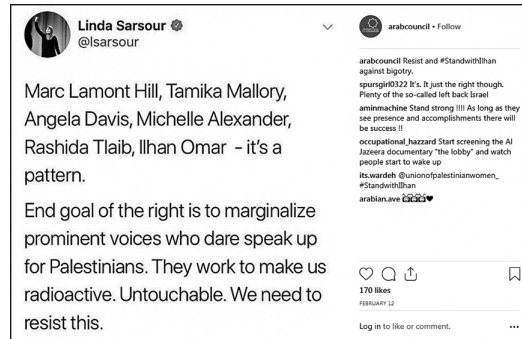 Linda Sarsour
@lsarsour
Marc Lamont Hill, Tamika Mallory,
Angela Davis, Michelle Alexander,
Rashida Tlaib, Ilhan Omar - it's a
pattern.
End goal of the right is to marginalize
prominent voices who dare speak up
for Palestinians. They work to make us
radioactive. Untouchable. We need to
resist this.
arabcouncil • Follow
arabcouncil Resist and #StandwithIlhan
against bigotry.
spursgirl0322 It's. It just the right though.
Plenty of the so-called left back Israel
aminmachine Stand strong !!!! As long as they
see presence and accomplishments there will
be success !!
occupational_hazzard Start screening the Al
Jazeera documentary "the lobby" and watch
people start to wake up
its.wardeh @unionofpalestinianwomen_
#StandwithIlhan
arabian.ave
170 likes
FEBRUARY 12
Log in to like or comment.